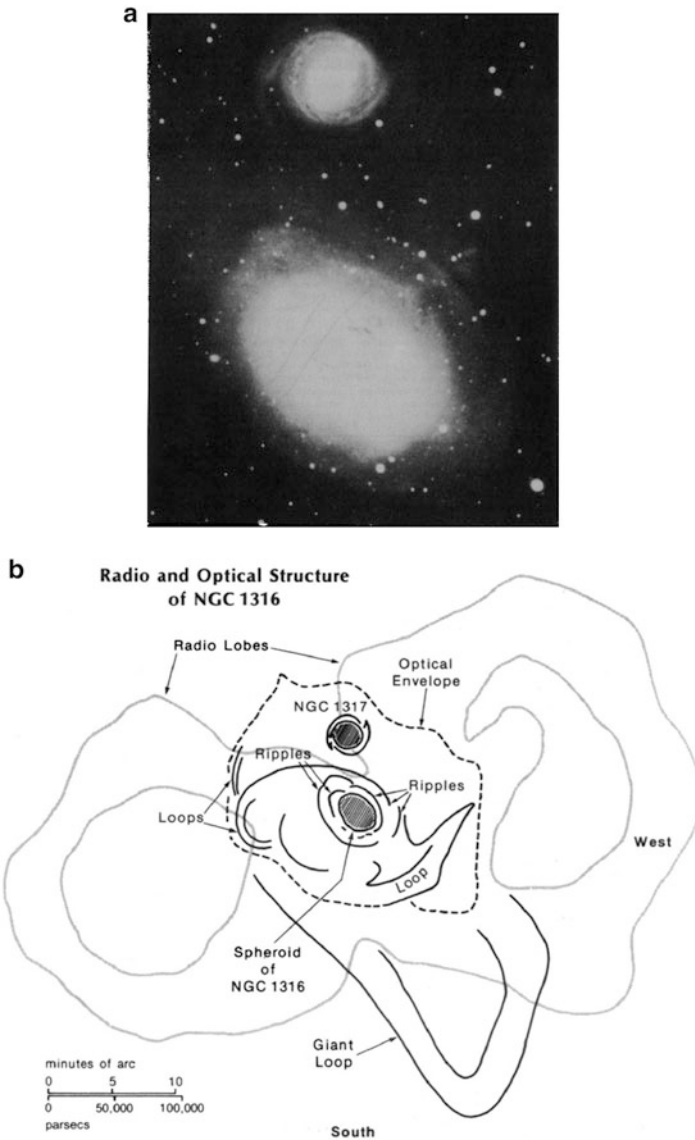 a
b
Radio and Optical Structure
of NGC 1316
Radio Lobes
Optical
Envelope
NGC 1317
Ripples
Ripples
Loops
West
Loop
Spheroid
of
NGC 1316
Giant
Loop
minutes of arc
0 5 10
0 50,000 100,000
parsecs
South